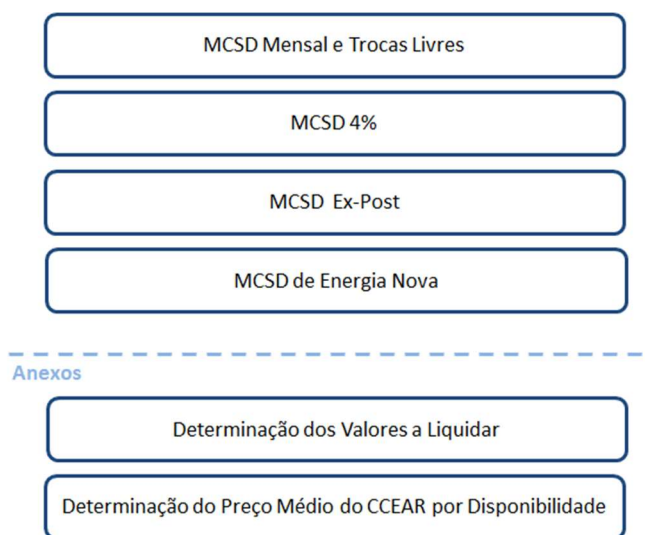 MCSD Mensal e Trocas Livres
MCSD 4%
MCSD Ex-Post
MCSD de Energia Nova
Anexos
Determinação dos Valores a Liquidar
Determinação do Preço Médio do CCEAR por Disponibilidade